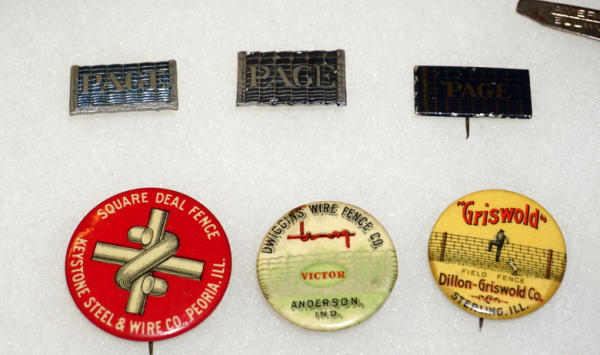 AMER
PAGE
PAGE
PAGE
SQUARE DEAL FENCE
KEYSTONE STEEL & WIRE CO. PEORIA, ILL.
DWIGGINS WIRE FENCE CO.
VICTOR
ANDERSON,
IND.
"Griswold"
FIELD FENCE
Dillon-Griswold Co.
STERLING, ILL.